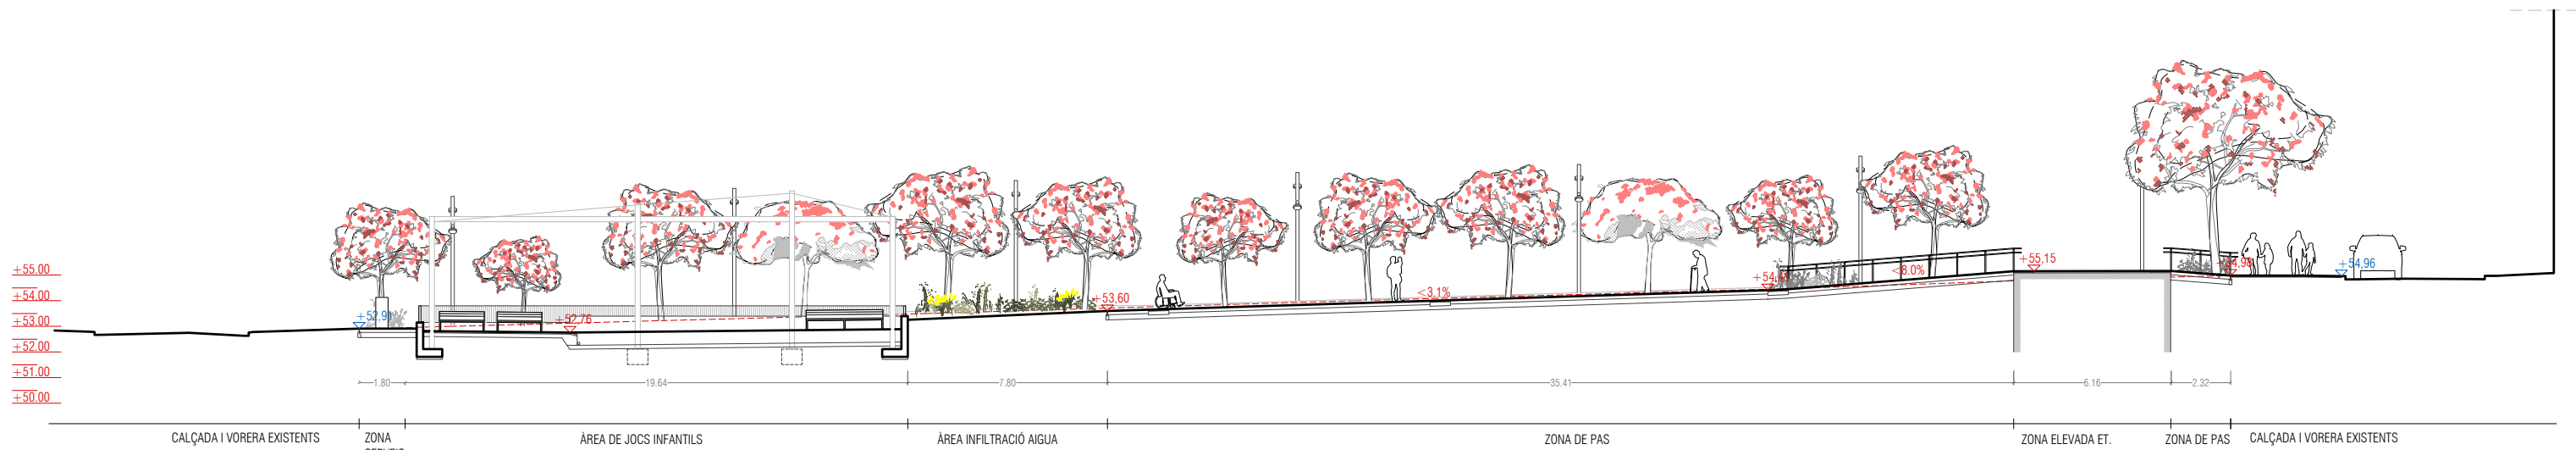 +55.00
+54.00
+53.00
+52.00
+51.00
+50.00
+52.91
+52.76
+53.60
<3.1%
<8.0%
+55.15
+54.96
1.80
19.64
7.80
35.41
6.16
2.32
CALÇADA I VORERA EXISTENTS
ZONA
ÀREA DE JOCS INFANTILS
ÀREA INFILTRACIÓ AIGUA
ZONA DE PAS
ZONA ELEVADA ET.
ZONA DE PAS
CALÇADA I VORERA EXISTENTS